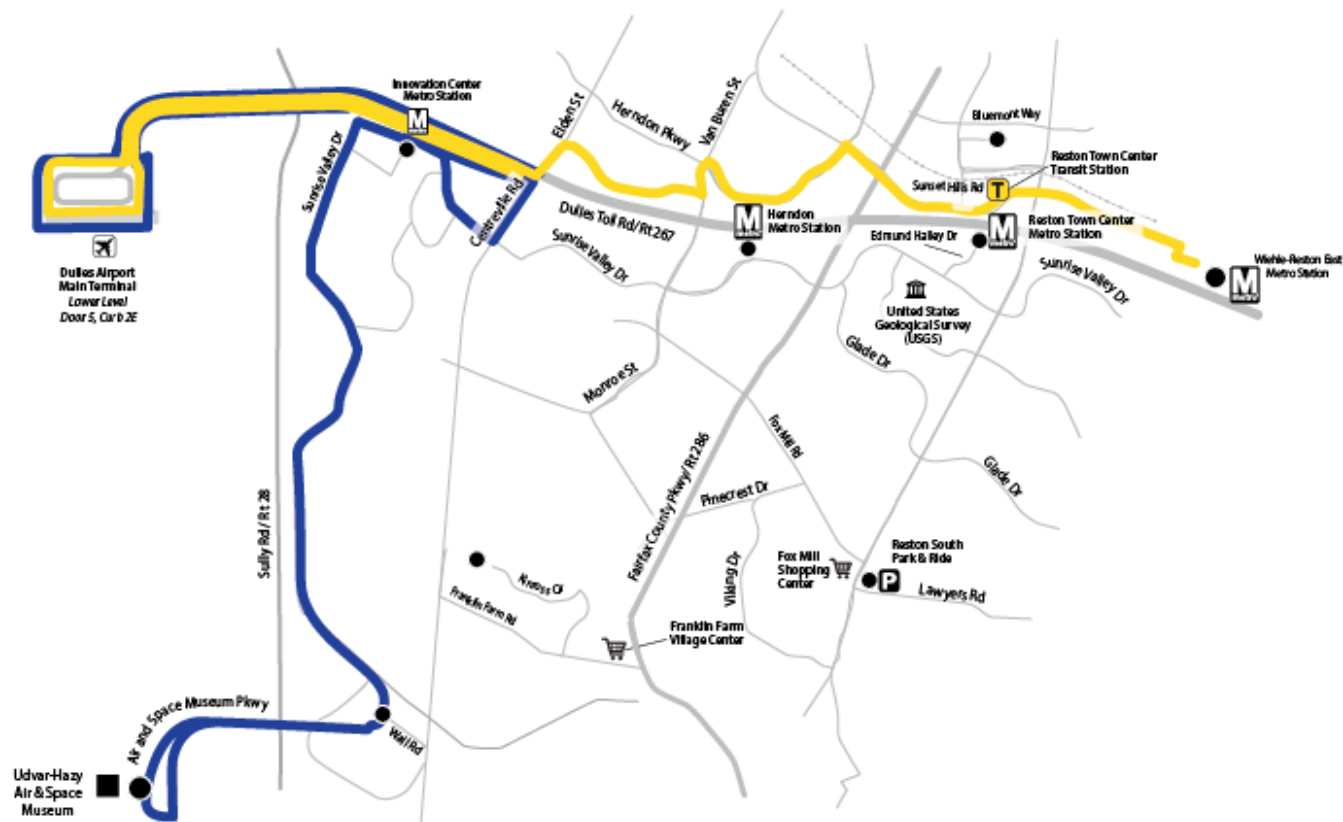 Innovation Center
Metro Station
Elden St
Herndon Pkwy
Van Buren St
Bluemont Way
Reston Town Center
Transit Station
Sunset Hills Rd
T
Sunrise Valley Dr
M
Centreville Rd
Dulles Toll Rd/Rt 267
M
Herndon
Metro Station
M
Reston Town Center
Metro Station
Edmund Halley Dr
Sunrise Valley Dr
Sunrise Valley Dr
Wiehle-Reston East
Metro Station
M
Dulles Airport
Main Terminal
Lower Level
Door 5, Curb 2E
United States
Geological Survey
(USGS)
Glade Dr
Monroe St
Fox Mill Rd
Fairfax County Pkwy/Rt 286
Glade Dr
Pinecrest Dr
Sully Rd/Rt 28
Viking Dr
Fox Mill
Shopping
Center
Reston South
Park & Ride
P
Lawyers Rd
Franklin Farm Rd
Franklin Farm
Village Center
Air and Space Museum Pkwy
Wall Rd
Udvar-Hazy
Air & Space
Museum